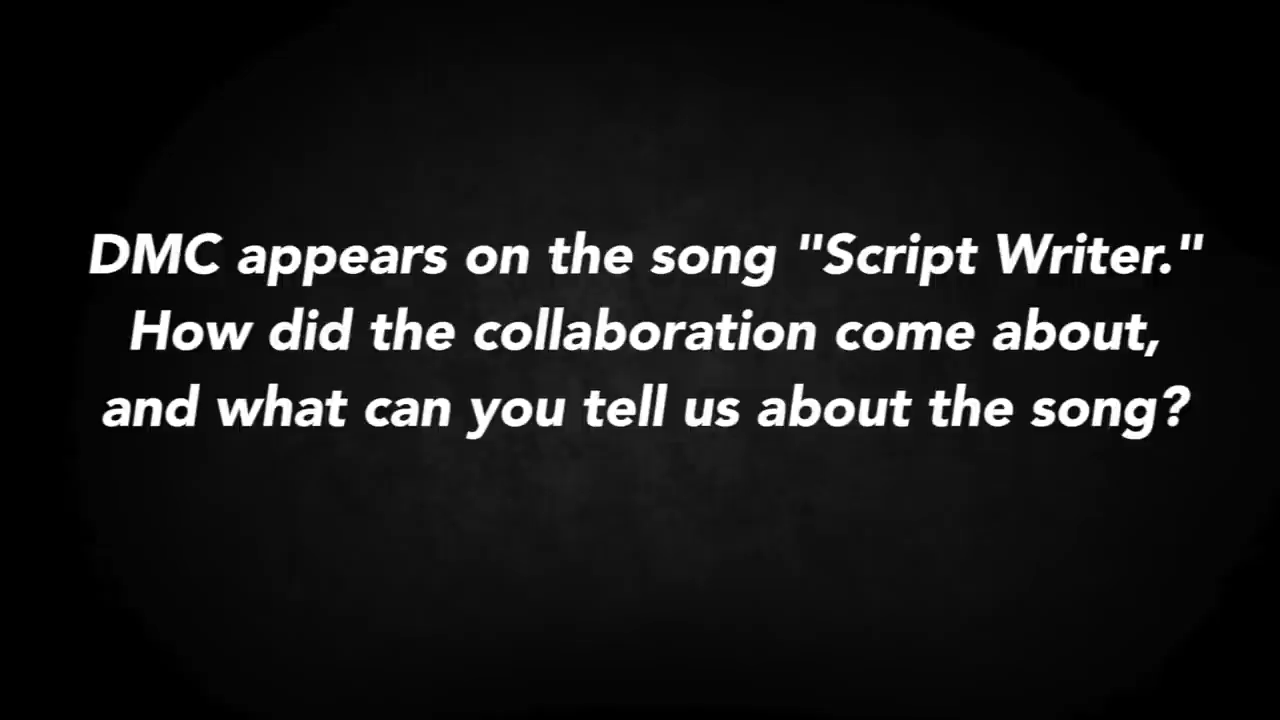 DMC appears on the song "Script Writer."
How did the collaboration come about,
and what can you tell us about the song?